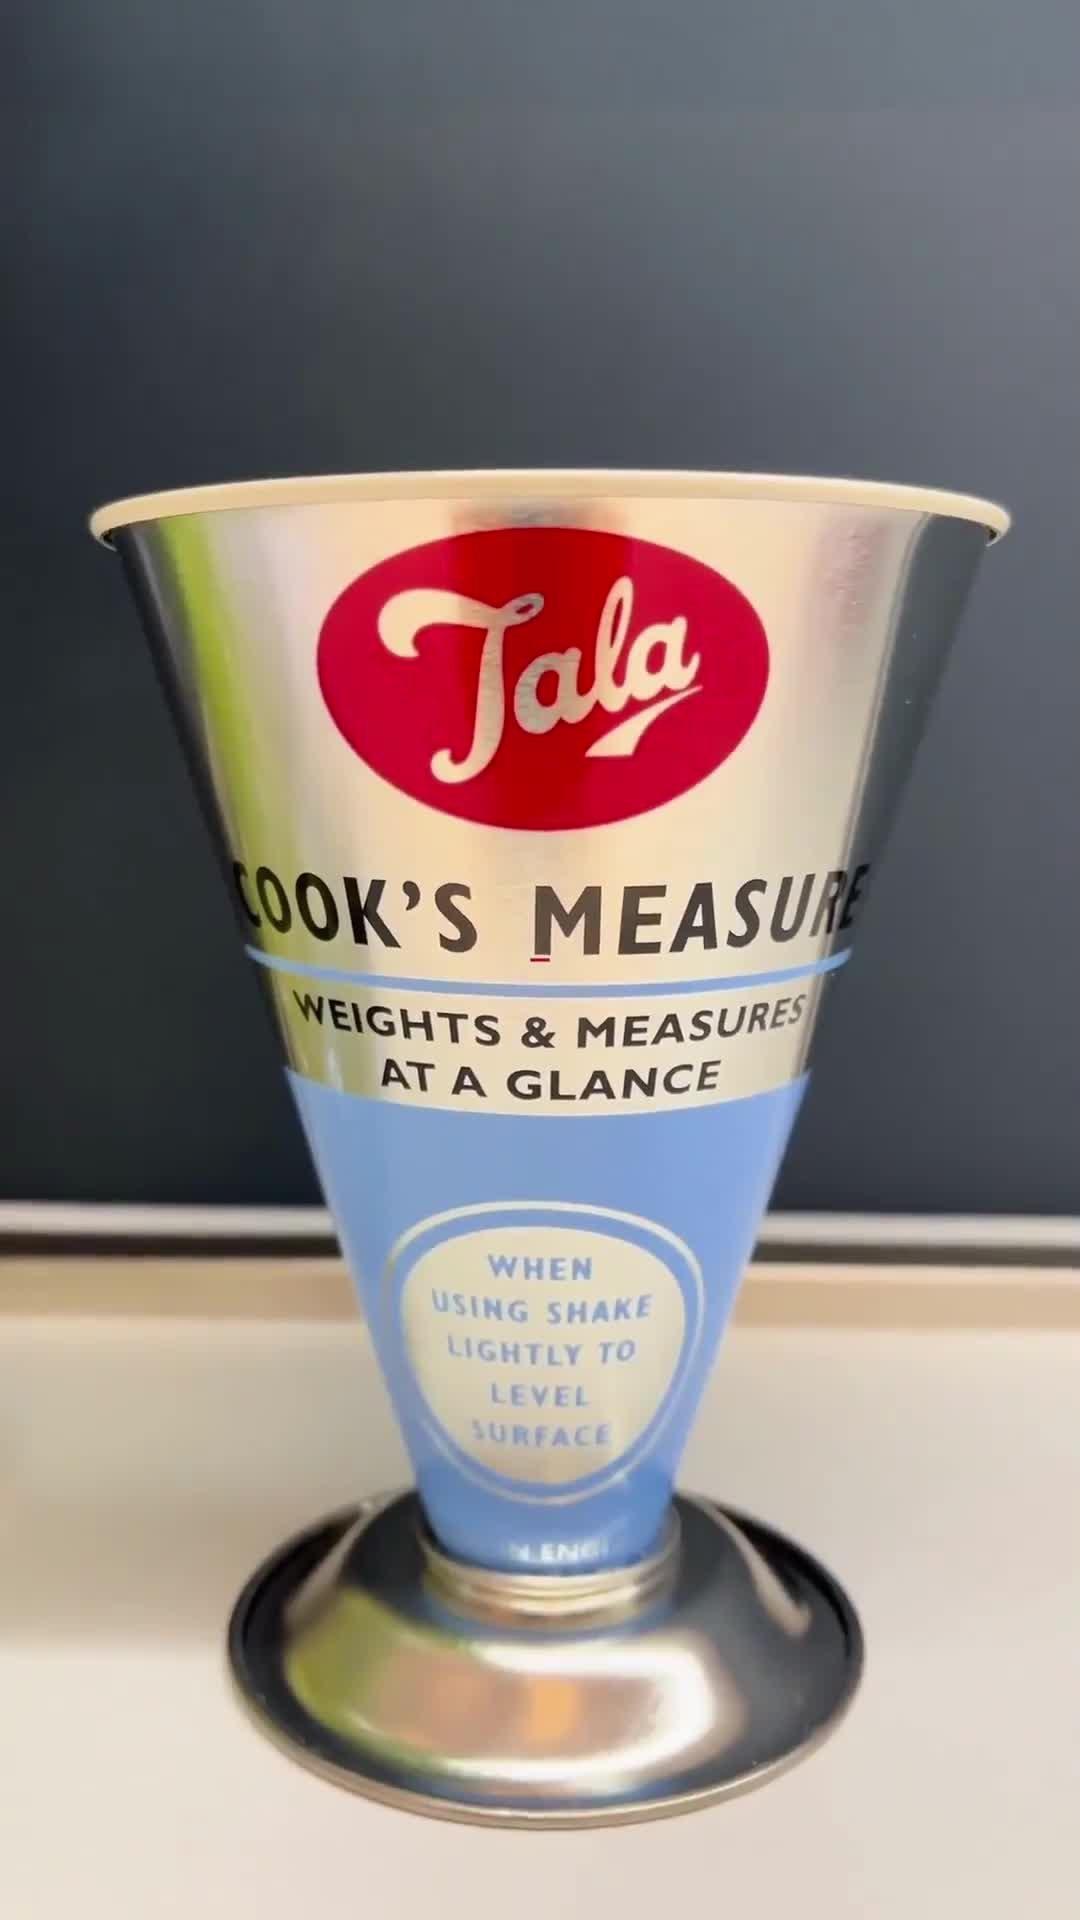 Tala
COOK'S MEASURE
WEIGHTS & MEASURES
AT A GLANCE
WHEN
USING SHAKE
LIGHTLY TO
LEVEL
SURFACE